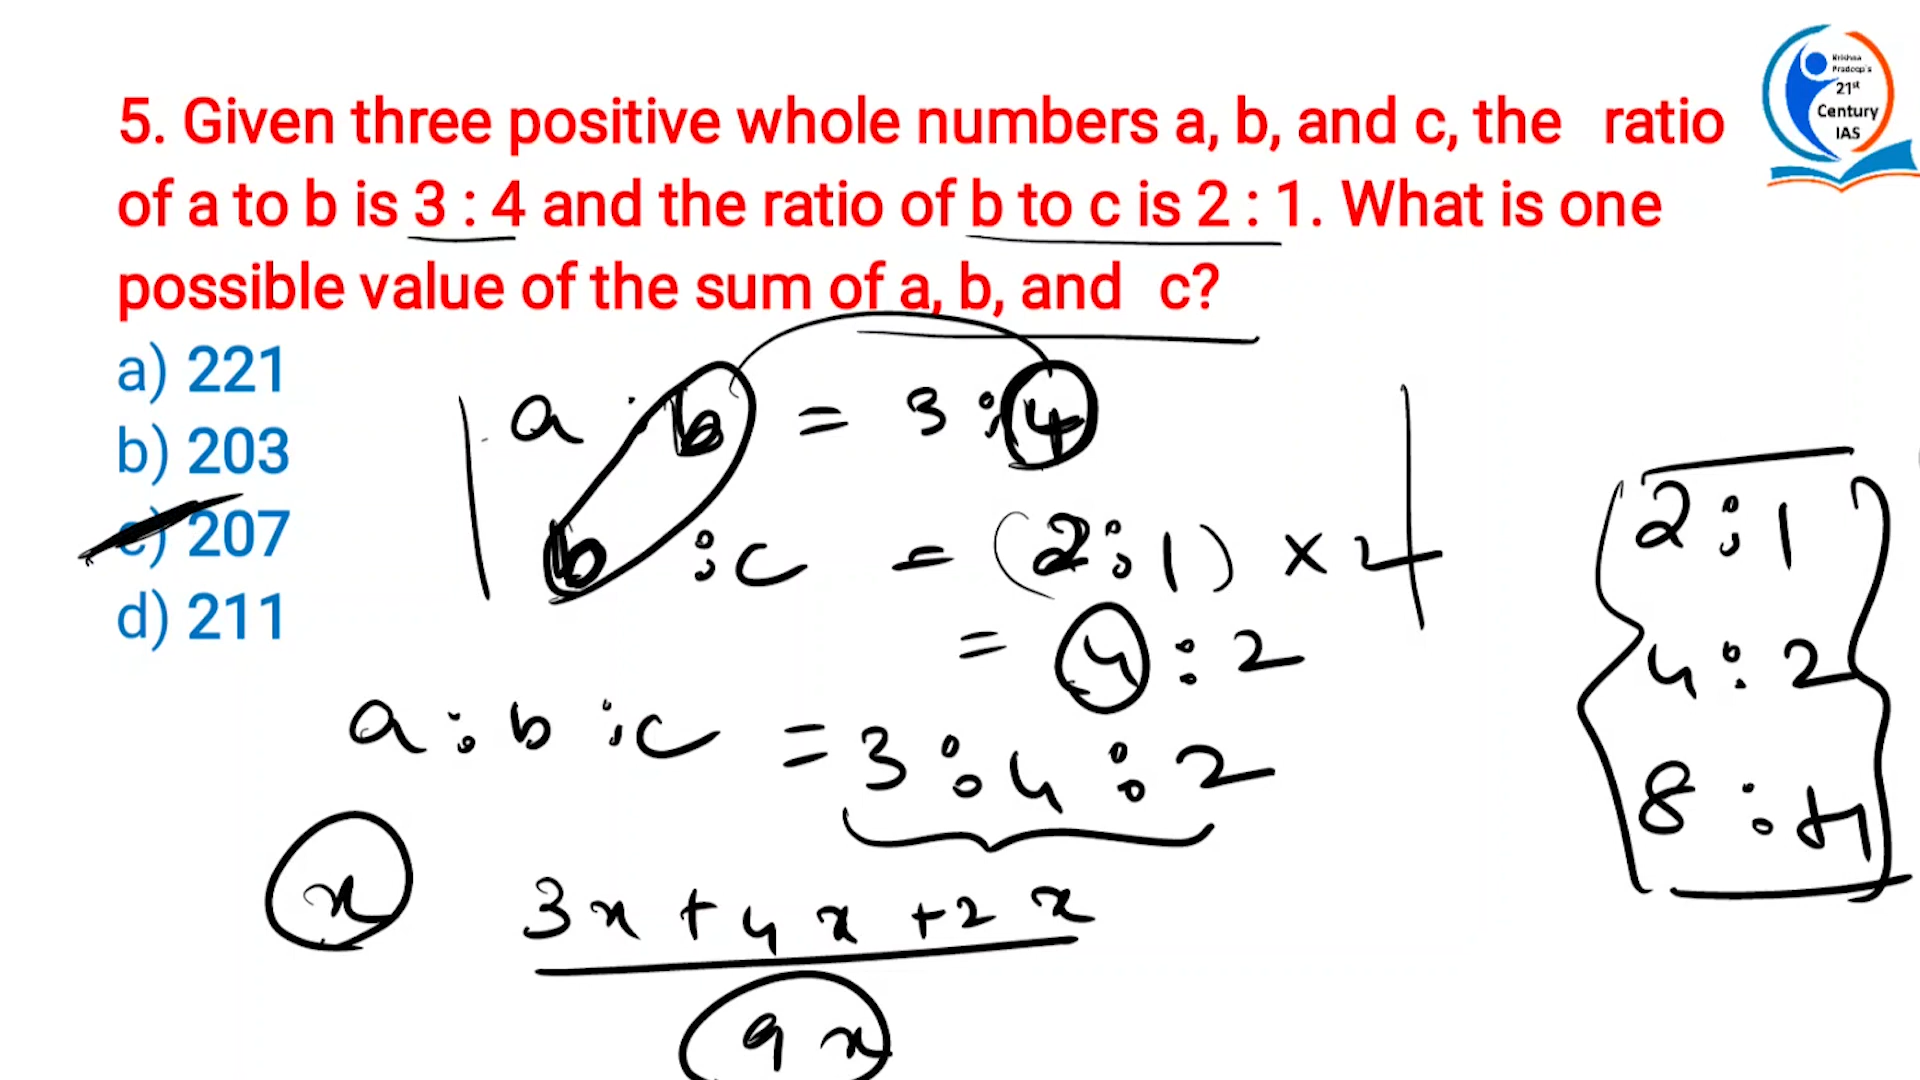 Krishna
Pradeep's
21st
Century
IAS
5. Given three positive whole numbers a, b, and c, the ratio
of a to b is 3 : 4 and the ratio of b to c is 2 : 1. What is one
possible value of the sum of a, b, and c?
a) 221
b) 203
c) 207
d) 211
a : b = 3 : 4
b : c = (2 : 1) × 2
= 4 : 2
a : b : c = 3 : 4 : 2
x
3x + 4x + 2x
9x
2 : 1
4 : 2
8 : 4